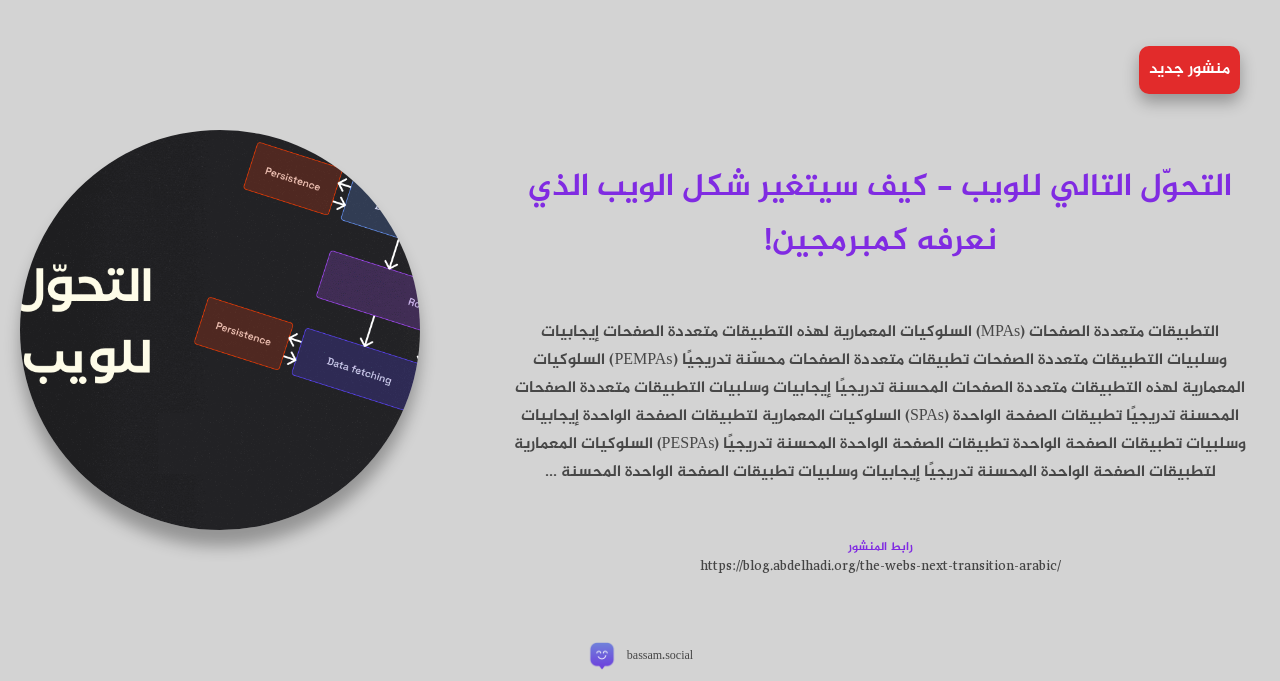 منشور جديد
التحوّل التالي للويب - كيف سيتغير شكل الويب الذي
نعرفه كمبرمجين!
التطبيقات متعددة الصفحات (MPAs) السلوكيات المعمارية لهذه التطبيقات متعددة الصفحات إيجابيات
وسلبيات التطبيقات متعددة الصفحات تطبيقات متعددة الصفحات محسّنة تدريجيًا (PEMPAs) السلوكيات
المعمارية لهذه التطبيقات متعددة الصفحات المحسنة تدريجيًا إيجابيات وسلبيات التطبيقات متعددة الصفحات
المحسنة تدريجيًا تطبيقات الصفحة الواحدة (SPAs) السلوكيات المعمارية لتطبيقات الصفحة الواحدة إيجابيات
وسلبيات تطبيقات الصفحة الواحدة تطبيقات الصفحة الواحدة المحسنة تدريجيًا (PESPAs) السلوكيات المعمارية
لتطبيقات الصفحة الواحدة المحسنة تدريجيًا إيجابيات وسلبيات تطبيقات الصفحة الواحدة المحسنة ...
رابط المنشور
https://blog.abdelhadi.org/the-webs-next-transition-arabic/
bassam.social
Persistence
التحوّل
للويب
Persistence
Data fetching